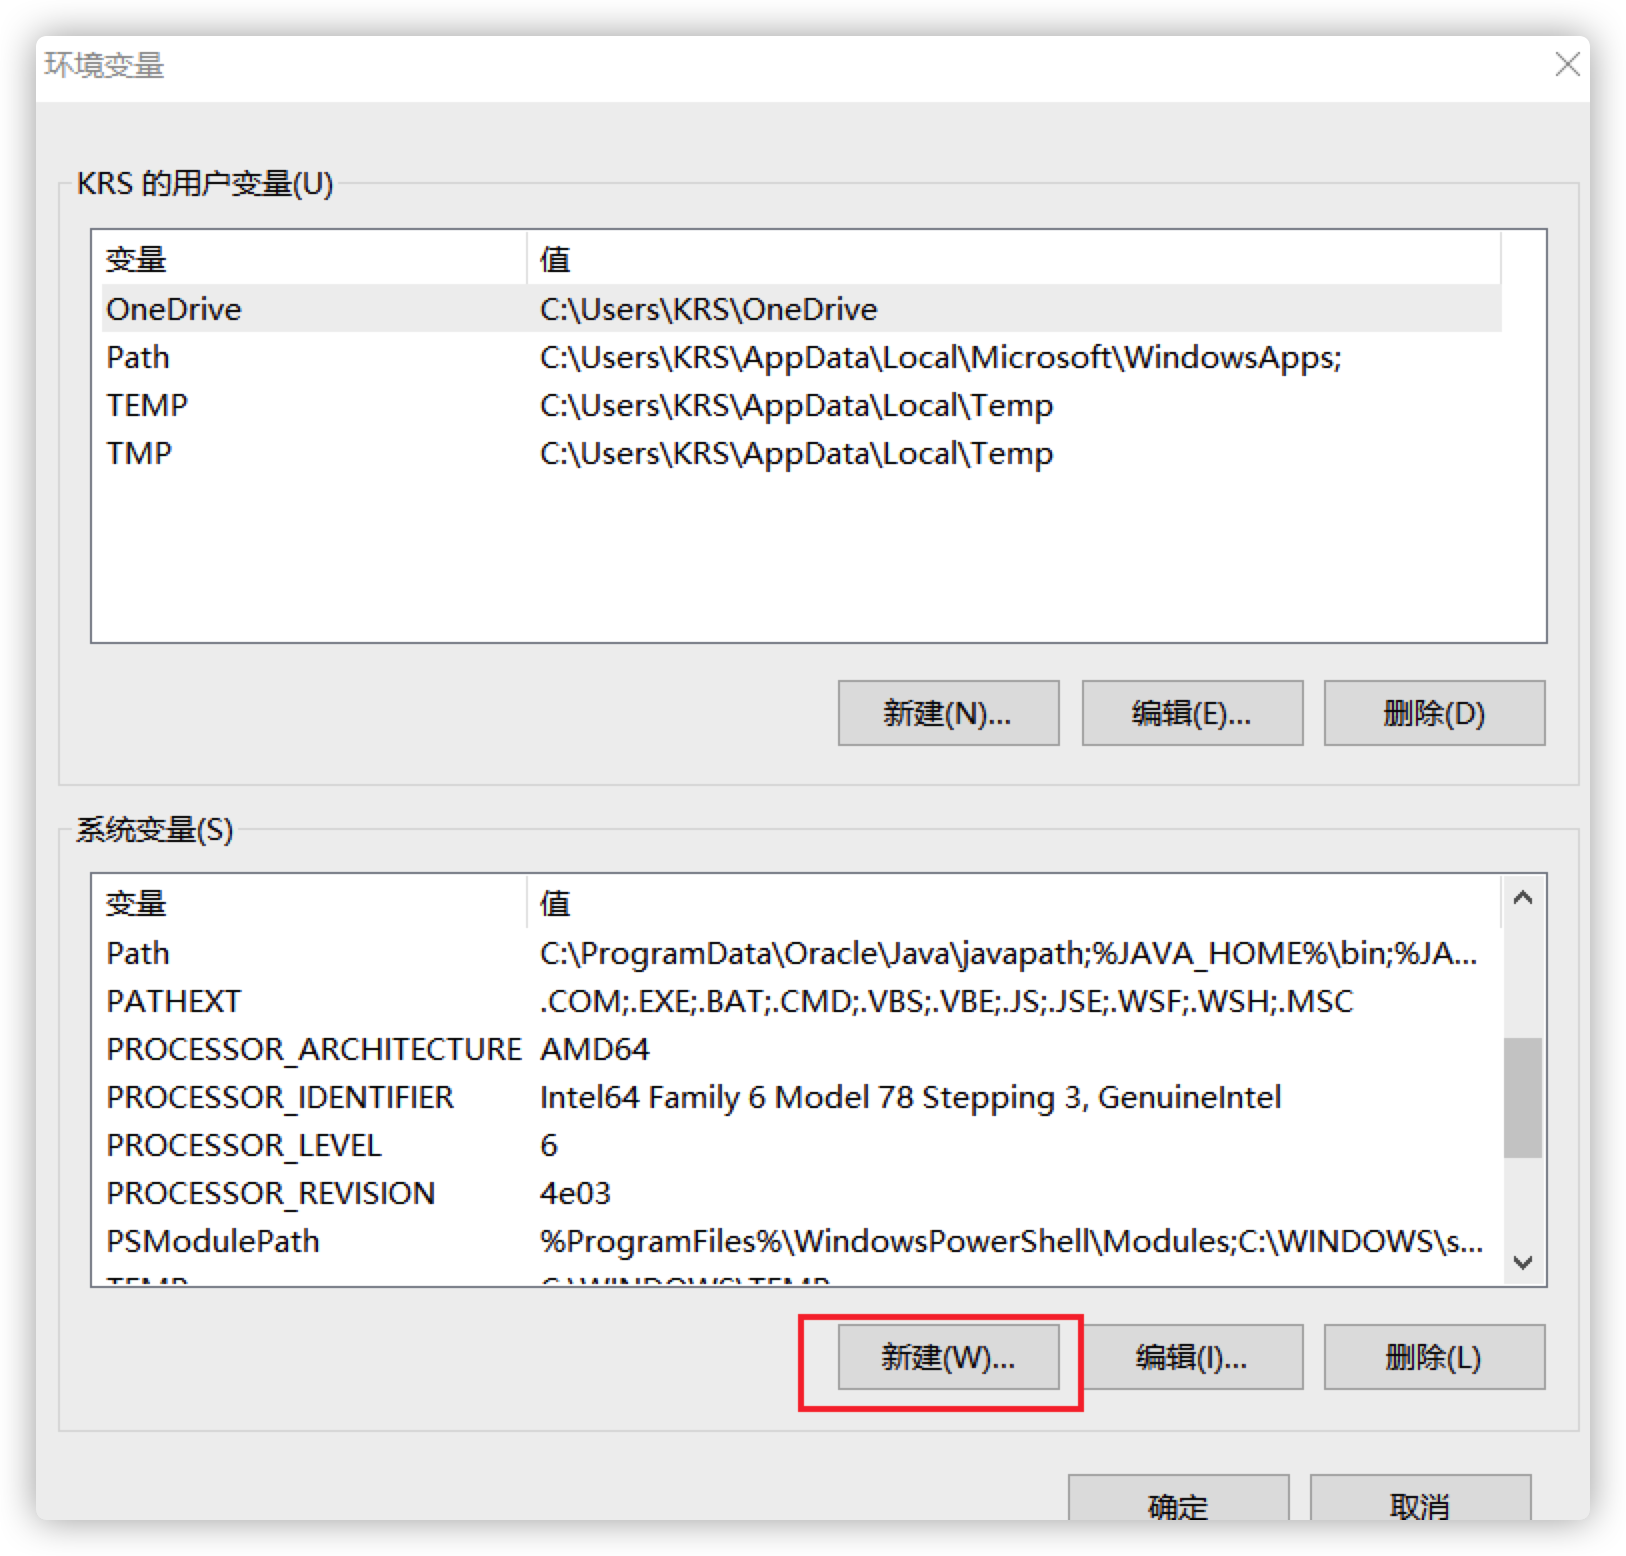 环境变量
KRS 的用户变量(U)
变量 值
OneDrive C:\Users\KRS\OneDrive
Path C:\Users\KRS\AppData\Local\Microsoft\WindowsApps;
TEMP C:\Users\KRS\AppData\Local\Temp
TMP C:\Users\KRS\AppData\Local\Temp
新建(N)... 编辑(E)... 删除(D)
系统变量(S)
变量 值
Path C:\ProgramData\Oracle\Java\javapath;%JAVA_HOME%\bin;%JA...
PATHEXT .COM;.EXE;.BAT;.CMD;.VBS;.VBE;.JS;.JSE;.WSF;.WSH;.MSC
PROCESSOR_ARCHITECTURE AMD64
PROCESSOR_IDENTIFIER Intel64 Family 6 Model 78 Stepping 3, GenuineIntel
PROCESSOR_LEVEL 6
PROCESSOR_REVISION 4e03
PSModulePath %ProgramFiles%\WindowsPowerShell\Modules;C:\WINDOWS\s...
TEMP C:\WINDOWS\TEMP
新建(W)... 编辑(I)... 删除(L)
确定 取消